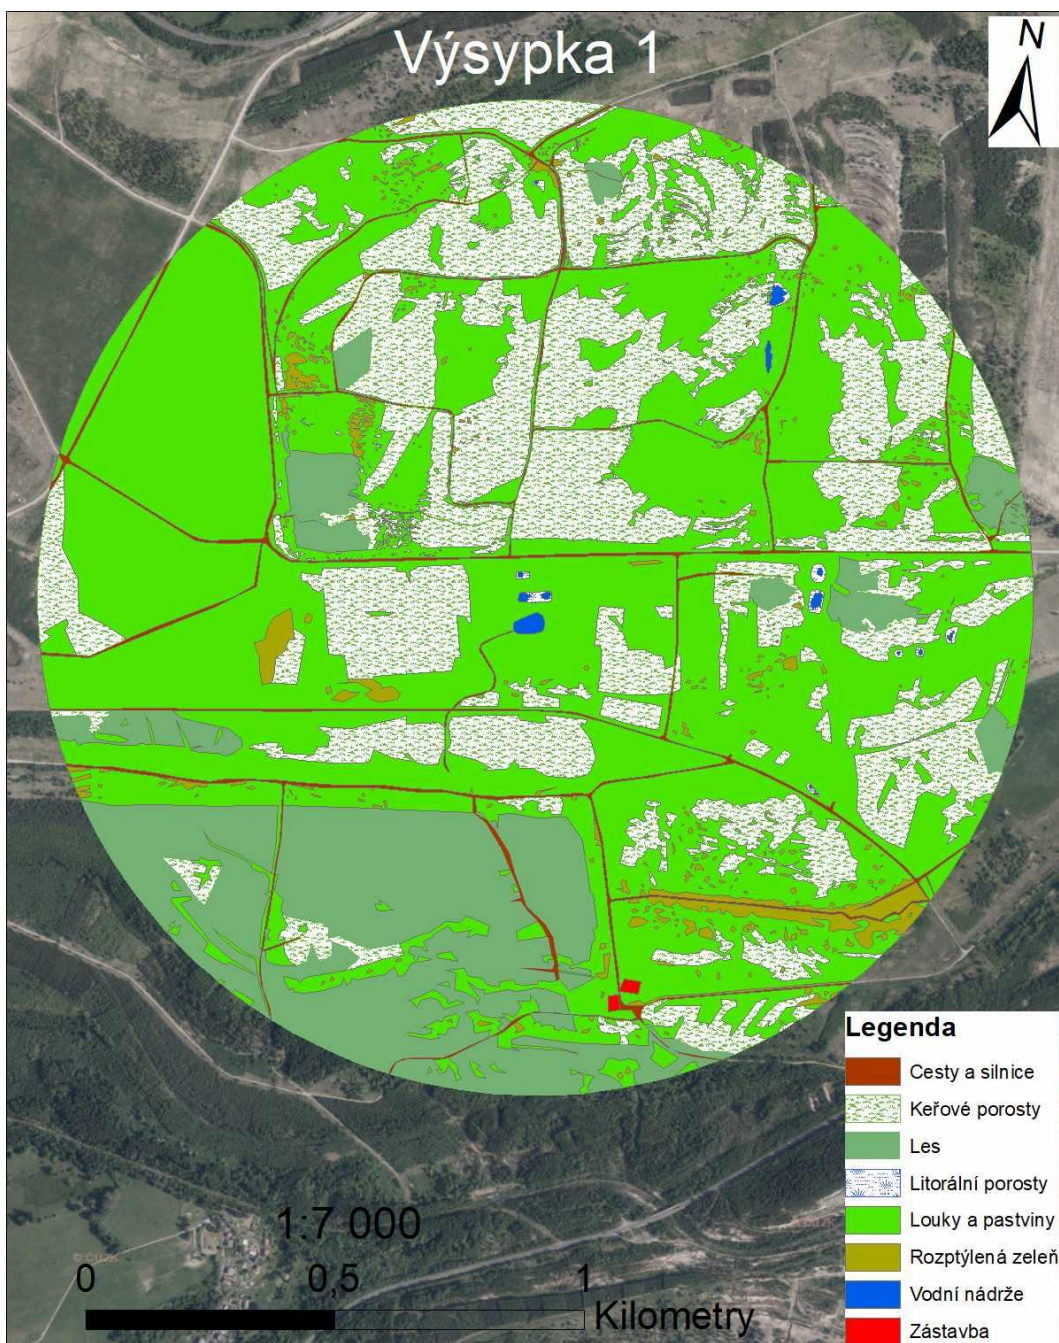 Výsypka 1
N
Legenda
Cesty a silnice
Keřové porosty
Les
Litorální porosty
Louky a pastviny
Rozptýlená zeleň
Vodní nádrže
Zástavba
1:7 000
© ČÚZK
0 0,5 1
Kilometry